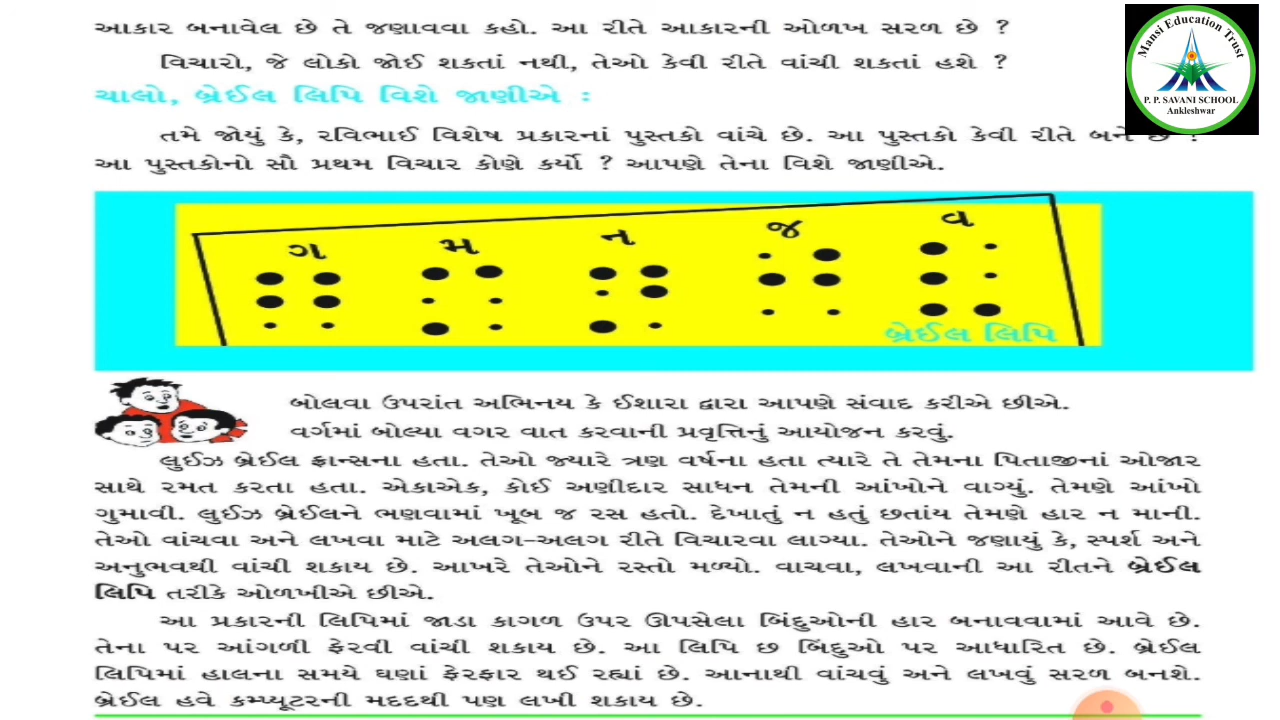 આકાર બનાવેલ છે તે જણાવવા કહો. આ રીતે આકારની ઓળખ સરળ છે ?
વિચારો, જે લોકો જોઈ શકતાં નથી, તેઓ કેવી રીતે વાંચી શકતાં હશે ?
Mansi Education Trust
P. P. SAVANI SCHOOL
Ankleshwar
ચાલો, બ્રેઈલ લિપિ વિશે જાણીએ :
તમે જોયું કે, રવિભાઈ વિશેષ પ્રકારનાં પુસ્તકો વાંચે છે. આ પુસ્તકો કેવી રીતે બને છે ?
આ પુસ્તકોનો સૌ પ્રથમ વિચાર કોણે કર્યો ? આપણે તેના વિશે જાણીએ.
ગ મ ન જ વ
બ્રેઈલ લિપિ
બોલવા ઉપરાંત અભિનય કે ઈશારા દ્વારા આપણે સંવાદ કરીએ છીએ.
વર્ગમાં બોલ્યા વગર વાત કરવાની પ્રવૃત્તિનું આયોજન કરવું.
લુઈઝ બ્રેઈલ ફ્રાન્સના હતા. તેઓ જ્યારે ત્રણ વર્ષના હતા ત્યારે તે તેમના પિતાજીનાં ઓજાર
સાથે રમત કરતા હતા. એકાએક, કોઈ અણીદાર સાધન તેમની આંખોને વાગ્યું. તેમણે આંખો
ગુમાવી. લુઈઝ બ્રેઈલને ભણવામાં ખૂબ જ રસ હતો. દેખાતું ન હતું છતાંય તેમણે હાર ન માની.
તેઓ વાંચવા અને લખવા માટે અલગ-અલગ રીતે વિચારવા લાગ્યા. તેઓને જણાયું કે, સ્પર્શ અને
અનુભવથી વાંચી શકાય છે. આખરે તેઓને રસ્તો મળ્યો. વાચવા, લખવાની આ રીતને બ્રેઈલ
લિપિ તરીકે ઓળખીએ છીએ.
આ પ્રકારની લિપિમાં જાડા કાગળ ઉપર ઊપસેલા બિંદુઓની હાર બનાવવામાં આવે છે.
તેના પર આંગળી ફેરવી વાંચી શકાય છે. આ લિપિ છ બિંદુઓ પર આધારિત છે. બ્રેઈલ
લિપિમાં હાલના સમયે ઘણાં ફેરફાર થઈ રહ્યાં છે. આનાથી વાંચવું અને લખવું સરળ બનશે.
બ્રેઈલ હવે કમ્પ્યૂટરની મદદથી પણ લખી શકાય છે.